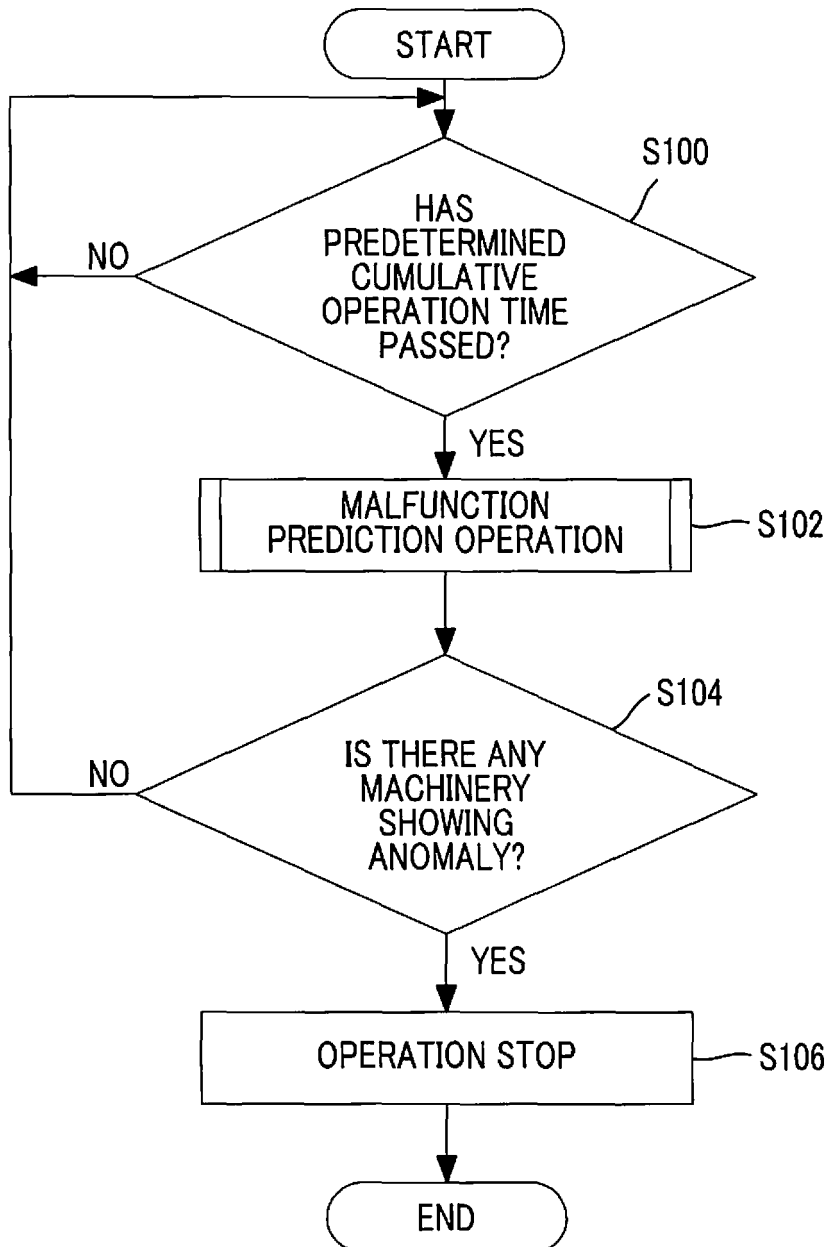 START
S100
HAS
PREDETERMINED
CUMULATIVE
OPERATION TIME
PASSED?
NO
YES
MALFUNCTION
PREDICTION OPERATION
S102
S104
IS THERE ANY
MACHINERY
SHOWING
ANOMALY?
NO
YES
OPERATION STOP
S106
END